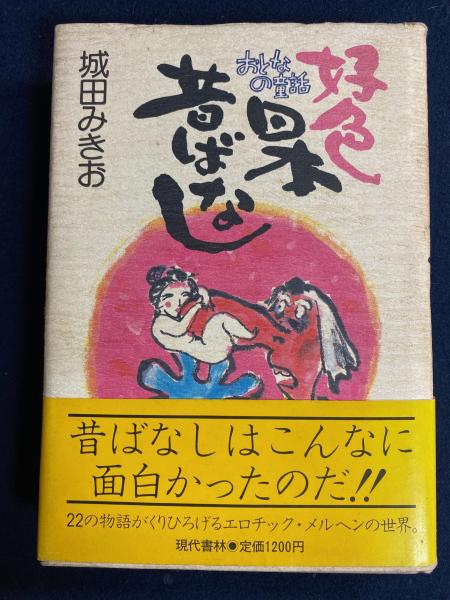 好色
日本
昔ばなし
おとな
の童話
城田みきお
昔ばなしはこんなに
面白かったのだ!!
22の物語がくりひろげるエロチック・メルヘンの世界。
現代書林●定価1200円